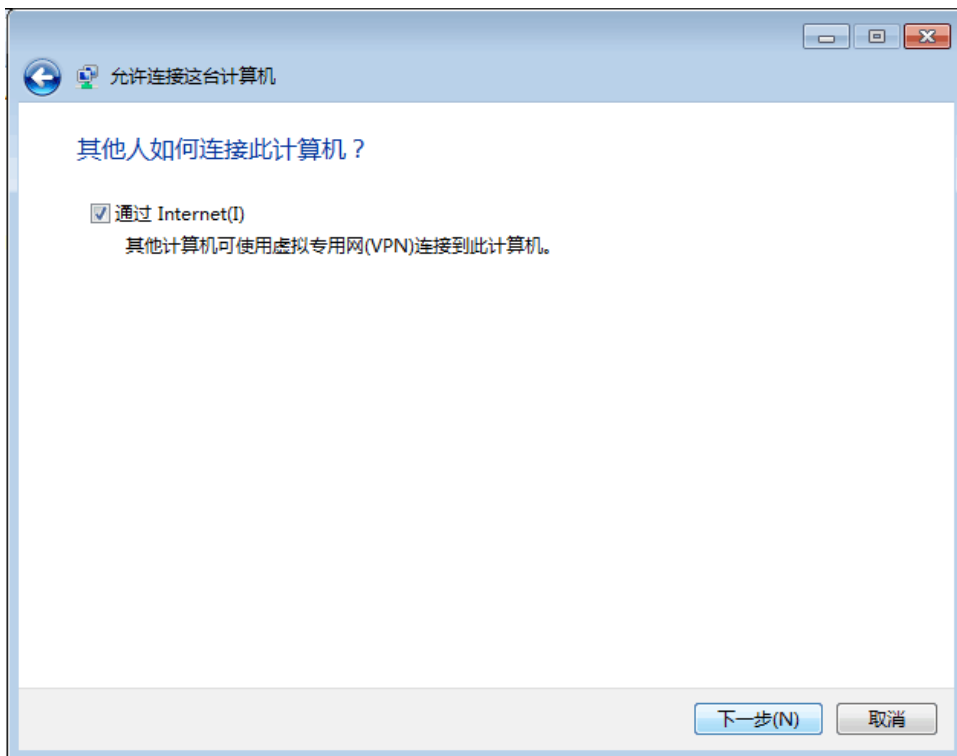 允许连接这台计算机
其他人如何连接此计算机？
通过 Internet(I)
其他计算机可使用虚拟专用网(VPN)连接到此计算机。
下一步(N)
取消